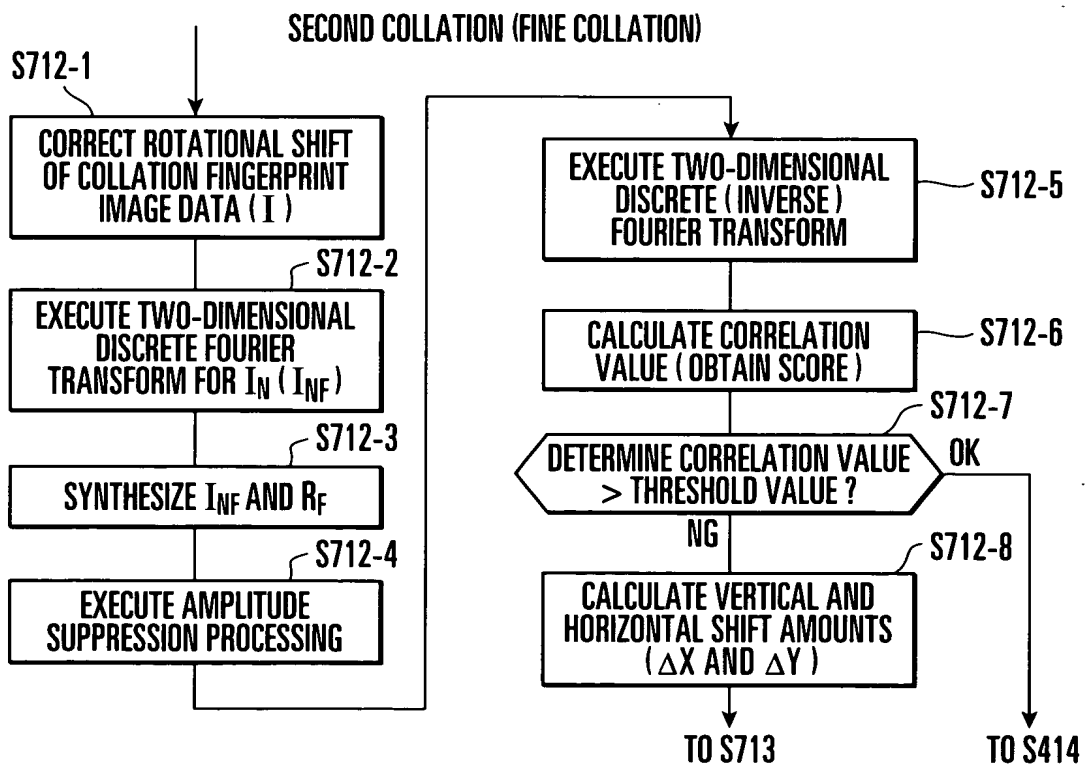 SECOND COLLATION (FINE COLLATION)
S712-1
CORRECT ROTATIONAL SHIFT
OF COLLATION FINGERPRINT
IMAGE DATA (I)
S712-2
EXECUTE TWO-DIMENSIONAL
DISCRETE FOURIER
TRANSFORM FOR IN (INF)
S712-3
SYNTHESIZE INF AND RF
S712-4
EXECUTE AMPLITUDE
SUPPRESSION PROCESSING
EXECUTE TWO-DIMENSIONAL
DISCRETE (INVERSE)
FOURIER TRANSFORM
S712-5
CALCULATE CORRELATION
VALUE (OBTAIN SCORE)
S712-6
S712-7
DETERMINE CORRELATION VALUE
> THRESHOLD VALUE ?
OK
NG
S712-8
CALCULATE VERTICAL AND
HORIZONTAL SHIFT AMOUNTS
(ΔX AND ΔY)
TO S713
TO S414